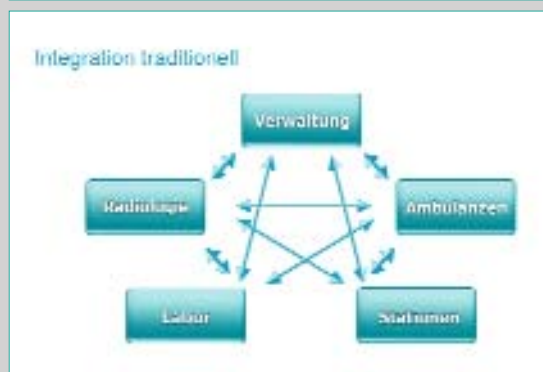 Integration traditionell
Verwaltung
Radiologie
Ambulanzen
Labor
Stationen